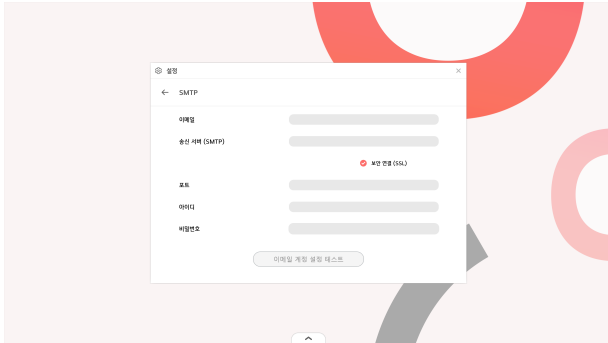 설정
SMTP
이메일
송신 서버 (SMTP)
보안 연결 (SSL)
포트
아이디
비밀번호
이메일 계정 설정 테스트